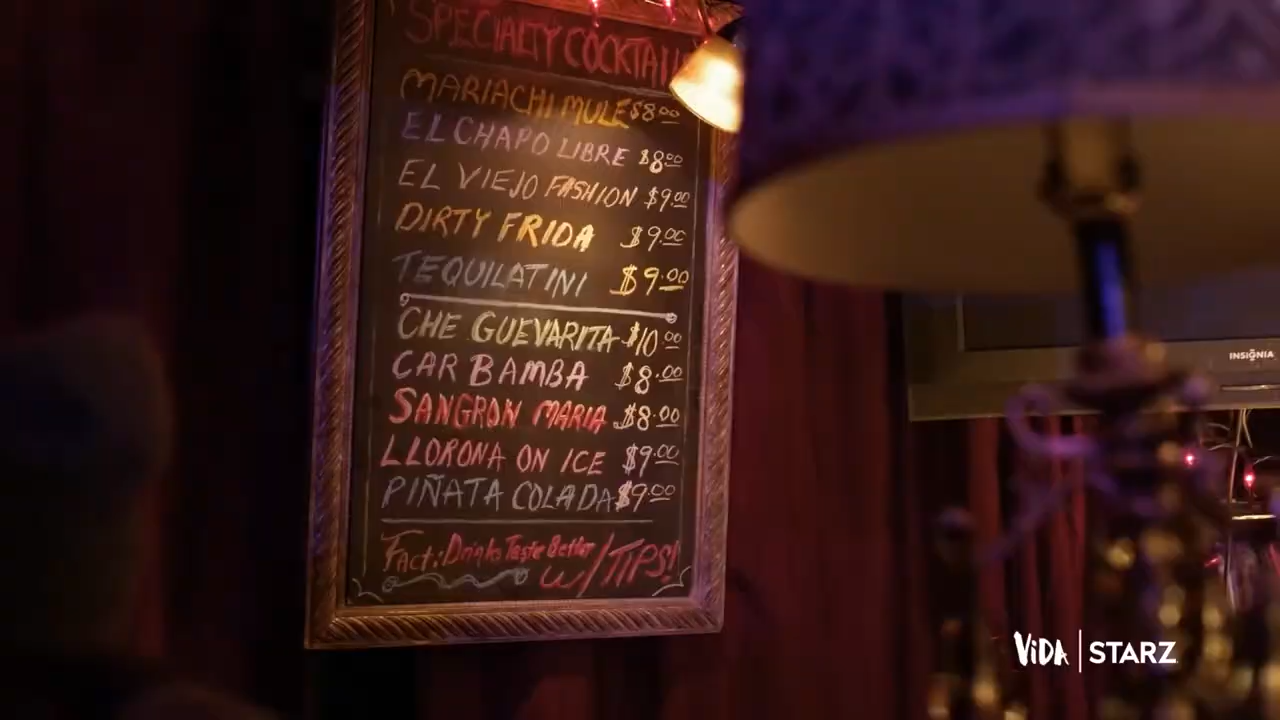 SPECIALTY COCKTAIL
MARIACHI MULE $8.00
EL CHAPO LIBRE $8.00
EL VIEJO FASHION $9.00
DIRTY FRIDA $9.00
TEQUILATINI $9.00
CHE GUEVARITA $10.00
CAR BAMBA $8.00
SANGRON MARIA $8.00
LLORONA ON ICE $9.00
PIÑATA COLADA $9.00
Fact: Drinks Taste Better
w/TIPS!
INSIGNIA
ViDA | STARZ